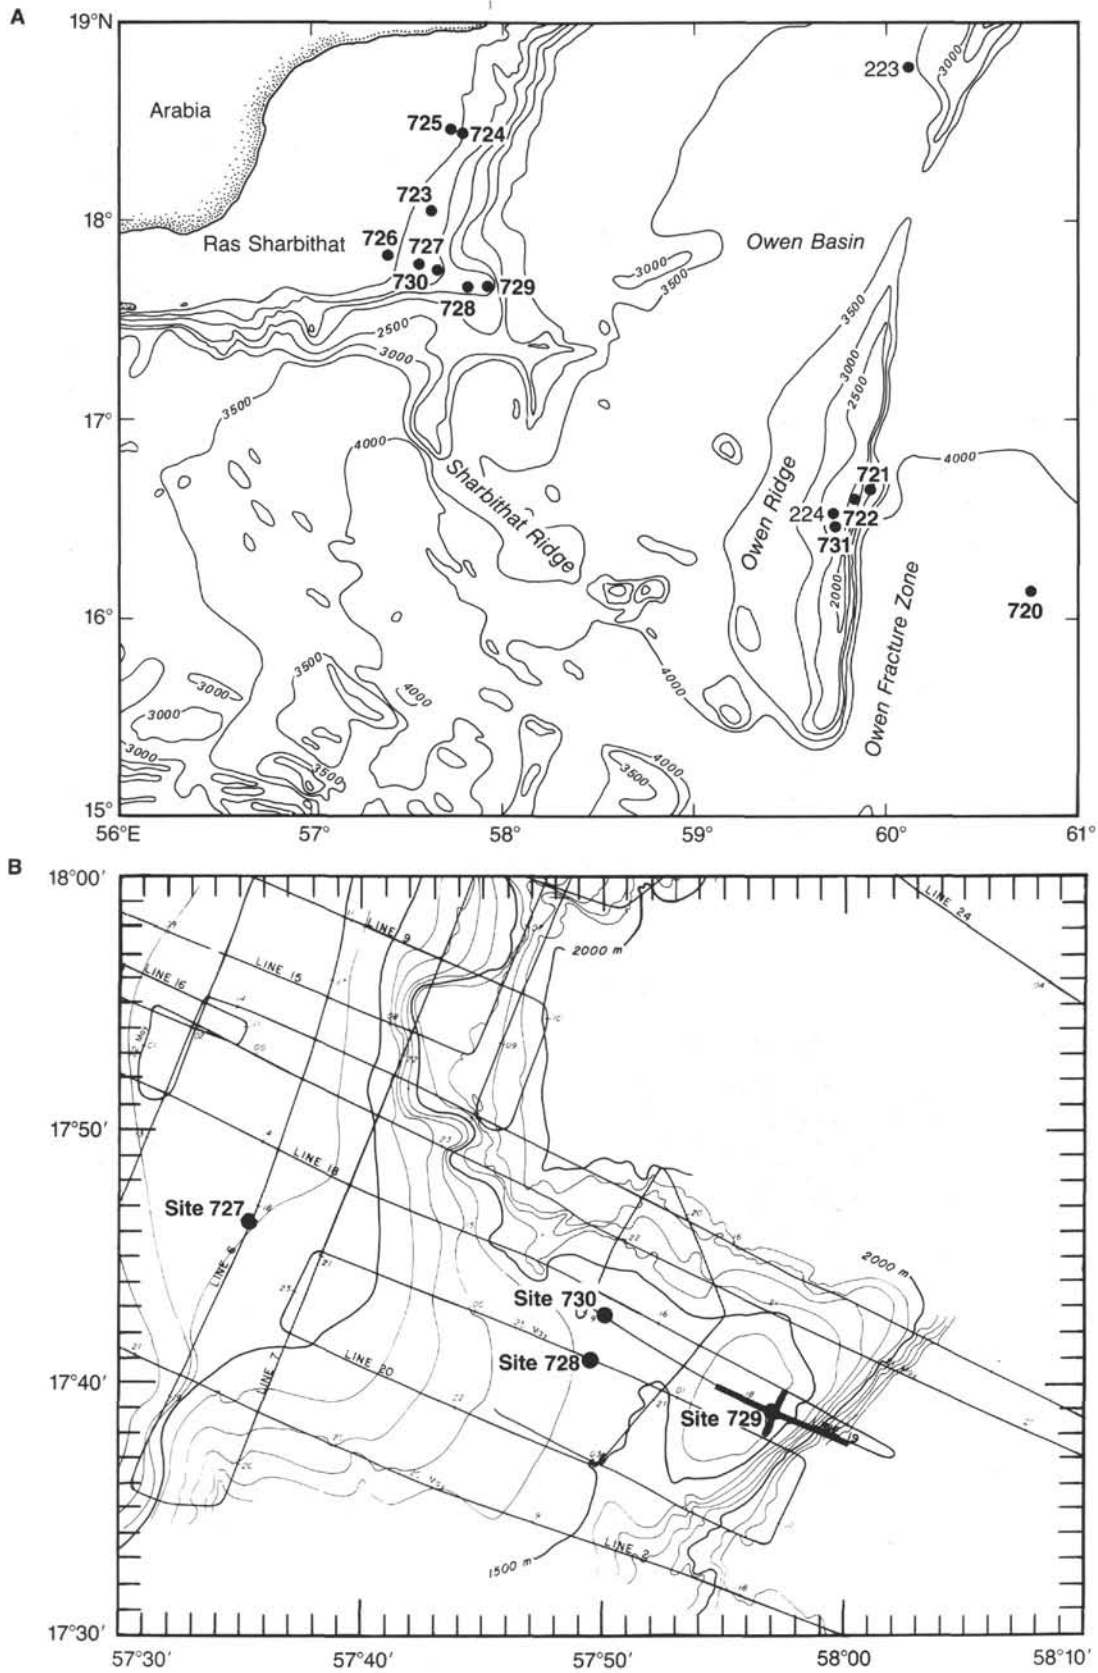 A
19°N
Arabia
223
3000
725
724
723
18°
Ras Sharbithat
726
727
730
728
729
Owen Basin
3000
3500
2500
3000
3500
3500
3000
2500
17°
4000
4000
Sharbithat Ridge
Owen Ridge
721
224
722
731
2000
Owen Fracture Zone
720
16°
4000
3000
3000
3000
3500
4000
3500
4000
3500
15°
56°E
57°
58°
59°
60°
61°
B
18°00′
LINE 9
LINE 15
LINE 16
LINE 24
2000 m
17°50′
LINE 18
Site 727
LINE 6
Site 730
Site 728
2000 m
17°40′
LINE 20
LINE 7
Site 729
LINE 2
1500 m
17°30′
57°30′
57°40′
57°50′
58°00′
58°10′